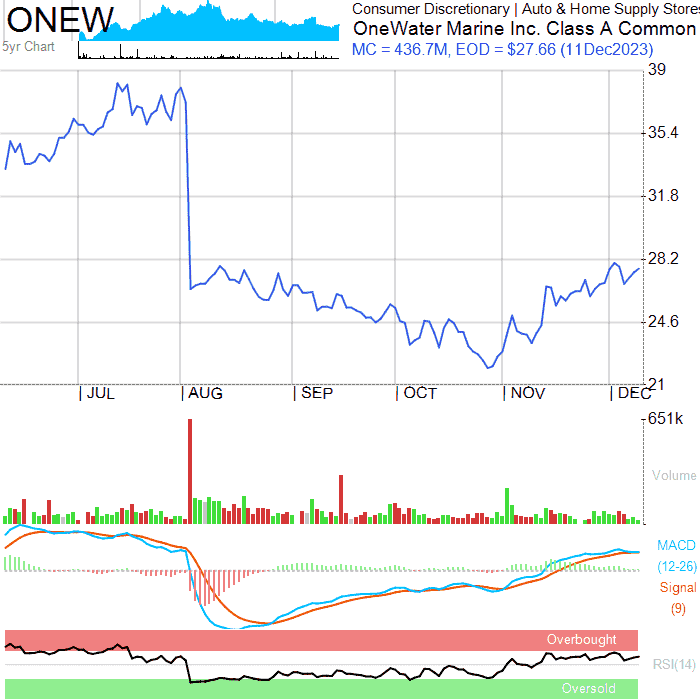 ONEW
Consumer Discretionary | Auto & Home Supply Stores
OneWater Marine Inc. Class A Common
MC = 436.7M, EOD = $27.66 (11Dec2023)
5yr Chart
39
35.4
31.8
28.2
24.6
21
| JUL | AUG | SEP | OCT | NOV | DEC
651k
Volume
MACD
(12-26)
Signal
(9)
Overbought
RSI(14)
Oversold